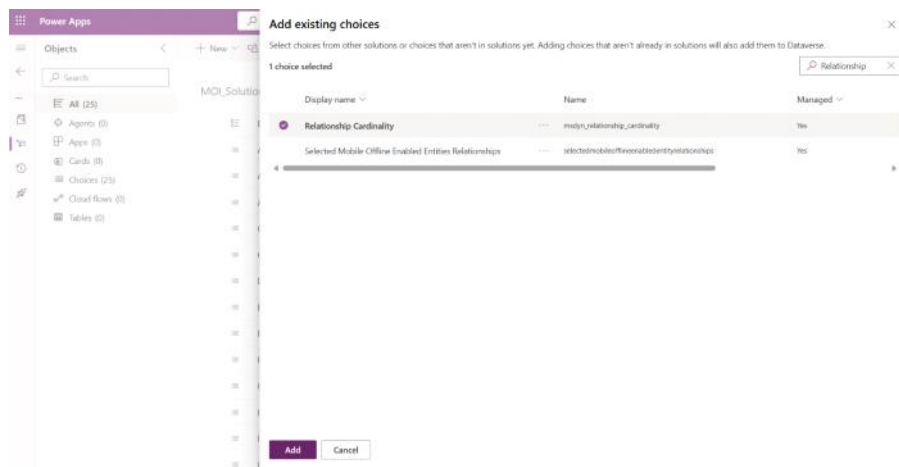 Power Apps
Objects
New
Search
MOI_Solutio
All (25)
Agents (0)
Apps (0)
Cards (0)
Choices (25)
Cloud flows (0)
Tables (0)
Add existing choices
Select choices from other solutions or choices that aren't in solutions yet. Adding choices that aren't already in solutions will also add them to Dataverse.
1 choice selected
Relationship
Display name Name Managed
Relationship Cardinality ··· msdyn_relationship_cardinality Yes
Selected Mobile Offline Enabled Entities Relationships ··· selectedmobileofflineenabledentityrelationships Yes
Add Cancel